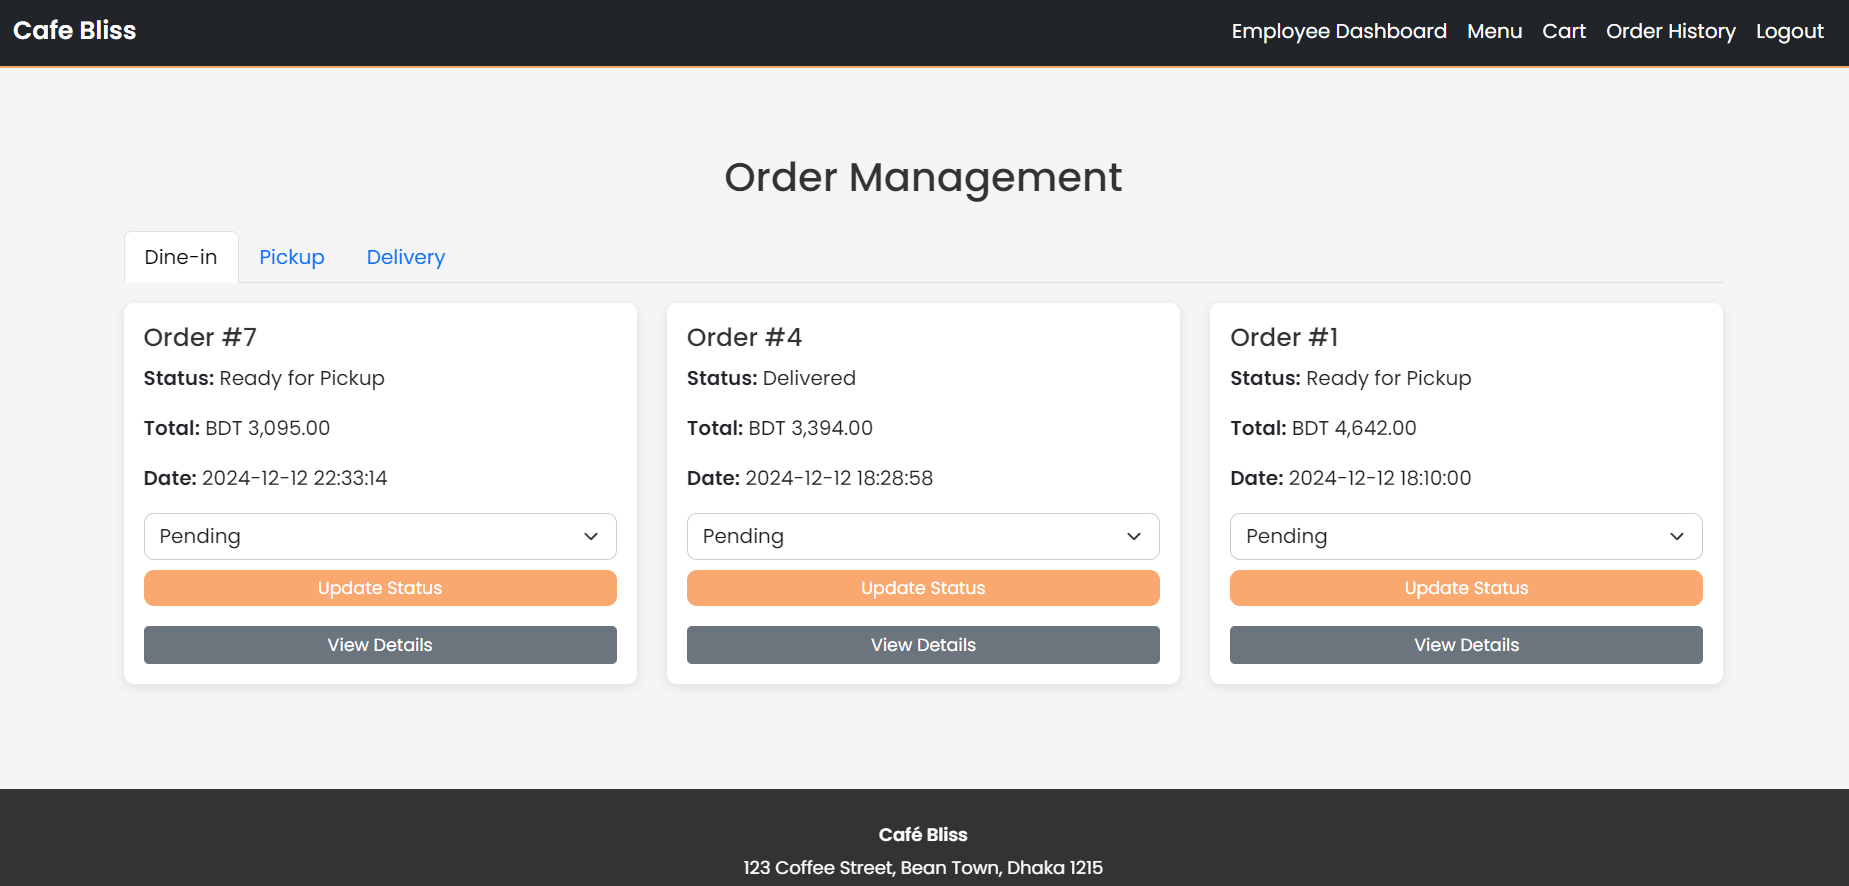 Cafe Bliss
Employee Dashboard Menu Cart Order History Logout
Order Management
Dine-in Pickup Delivery
Order #7
Status: Ready for Pickup
Total: BDT 3,095.00
Date: 2024-12-12 22:33:14
Pending
Update Status
View Details
Order #4
Status: Delivered
Total: BDT 3,394.00
Date: 2024-12-12 18:28:58
Pending
Update Status
View Details
Order #1
Status: Ready for Pickup
Total: BDT 4,642.00
Date: 2024-12-12 18:10:00
Pending
Update Status
View Details
Café Bliss
123 Coffee Street, Bean Town, Dhaka 1215